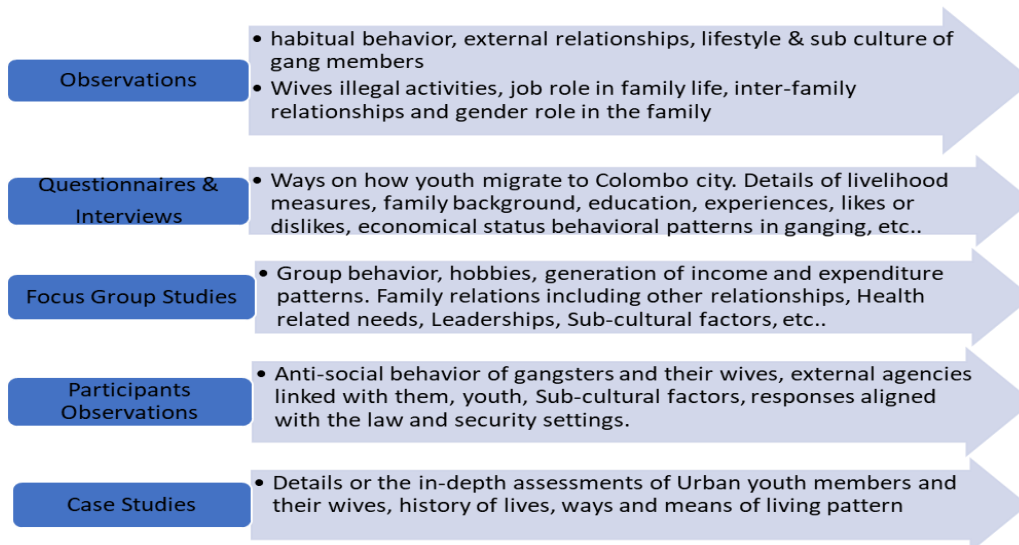 Observations
• habitual behavior, external relationships, lifestyle & sub culture of
gang members
• Wives illegal activities, job role in family life, inter-family
relationships and gender role in the family
Questionnaires &
Interviews
• Ways on how youth migrate to Colombo city. Details of livelihood
measures, family background, education, experiences, likes or
dislikes, economical status behavioral patterns in ganging, etc..
Focus Group Studies
• Group behavior, hobbies, generation of income and expenditure
patterns. Family relations including other relationships, Health
related needs, Leaderships, Sub-cultural factors, etc..
Participants
Observations
• Anti-social behavior of gangsters and their wives, external agencies
linked with them, youth, Sub-cultural factors, responses aligned
with the law and security settings.
Case Studies
• Details or the in-depth assessments of Urban youth members and
their wives, history of lives, ways and means of living pattern